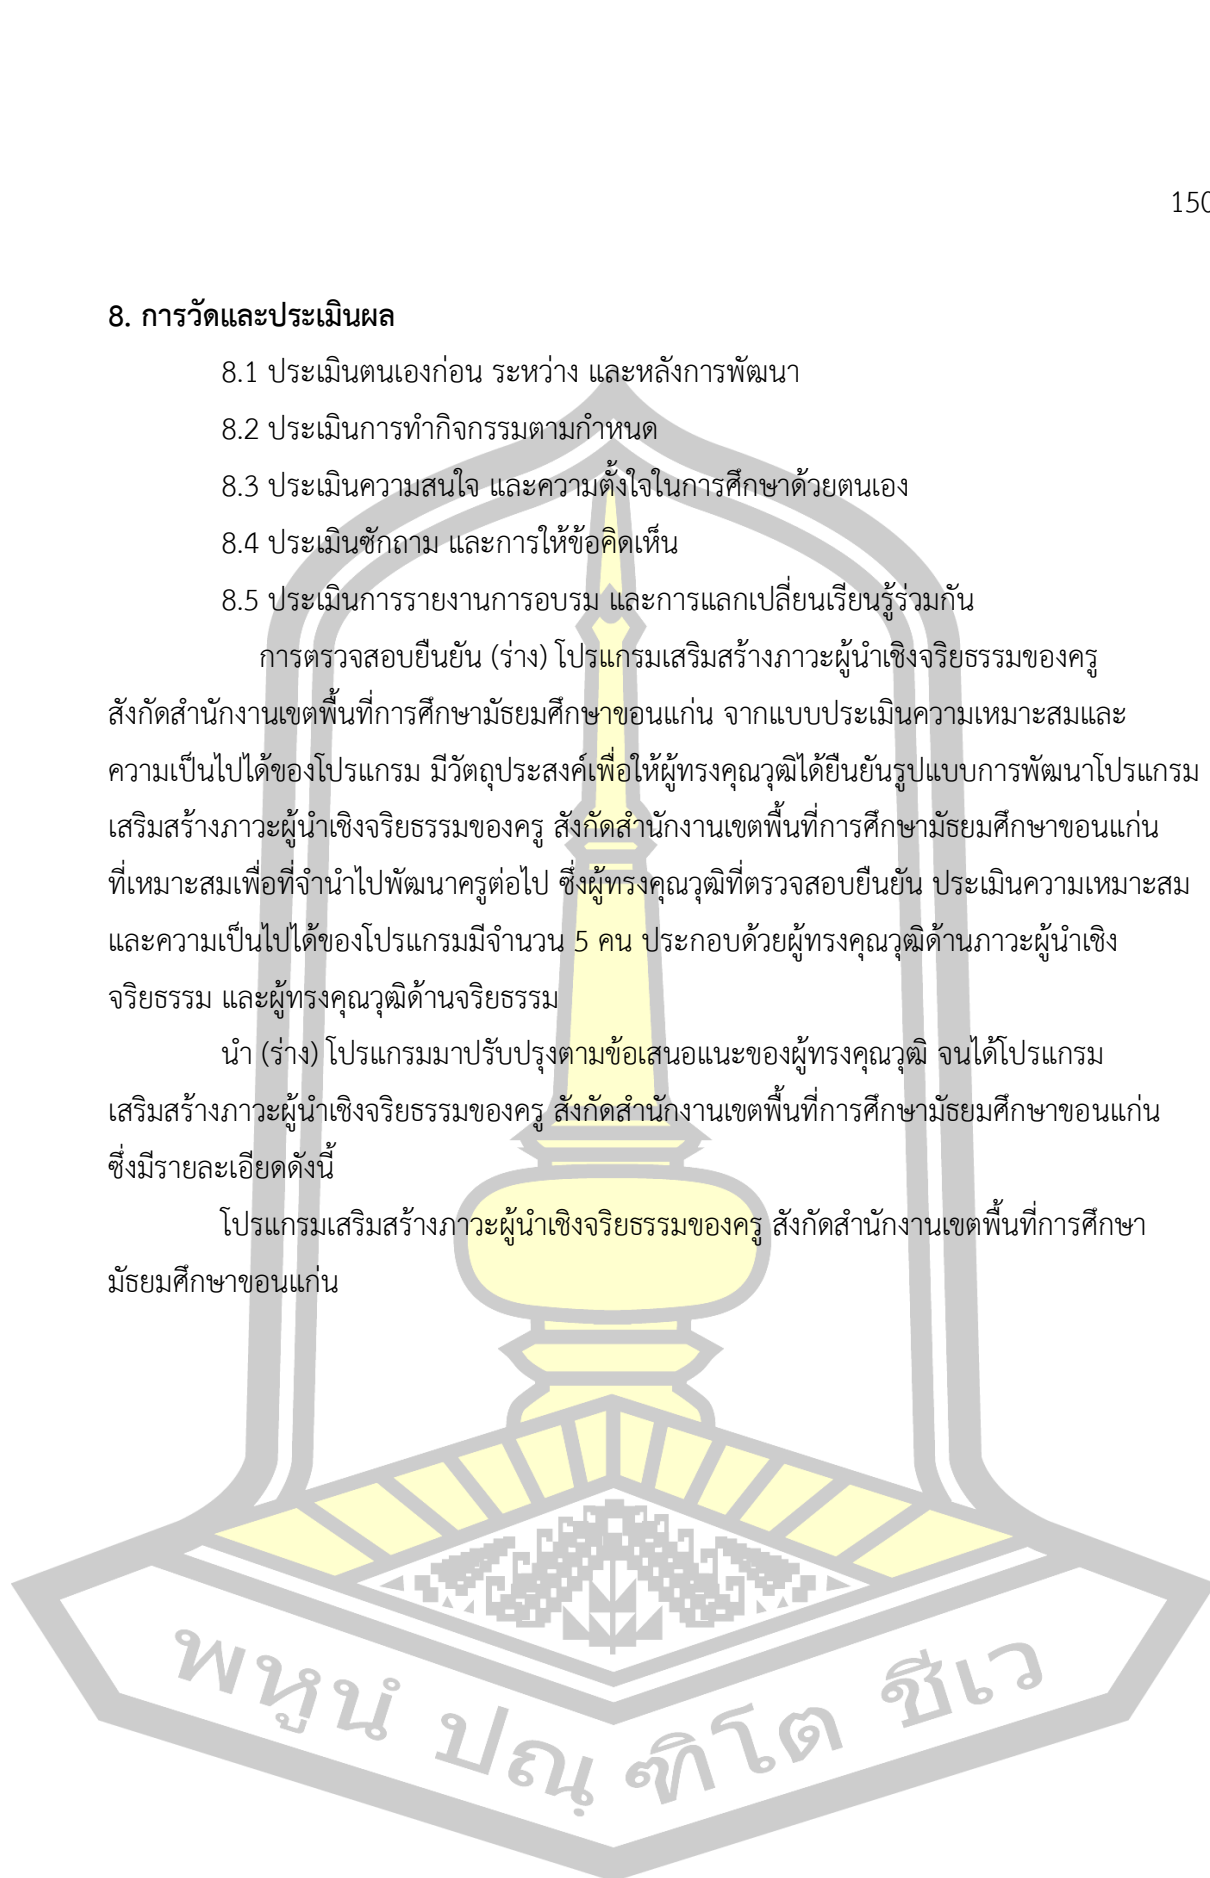 150
8. การวัดและประเมินผล
8.1 ประเมินตนเองก่อน ระหว่าง และหลังการพัฒนา
8.2 ประเมินการทำกิจกรรมตามกำหนด
8.3 ประเมินความสนใจ และความตั้งใจในการศึกษาด้วยตนเอง
8.4 ประเมินซักถาม และการให้ข้อคิดเห็น
8.5 ประเมินการรายงานการอบรม และการแลกเปลี่ยนเรียนรู้ร่วมกัน
การตรวจสอบยืนยัน (ร่าง) โปรแกรมเสริมสร้างภาวะผู้นำเชิงจริยธรรมของครู
สังกัดสำนักงานเขตพื้นที่การศึกษามัธยมศึกษาขอนแก่น จากแบบประเมินความเหมาะสมและ
ความเป็นไปได้ของโปรแกรม มีวัตถุประสงค์เพื่อให้ผู้ทรงคุณวุฒิได้ยืนยันรูปแบบการพัฒนาโปรแกรม
เสริมสร้างภาวะผู้นำเชิงจริยธรรมของครู สังกัดสำนักงานเขตพื้นที่การศึกษามัธยมศึกษาขอนแก่น
ที่เหมาะสมเพื่อที่จำนำไปพัฒนาครูต่อไป ซึ่งผู้ทรงคุณวุฒิที่ตรวจสอบยืนยัน ประเมินความเหมาะสม
และความเป็นไปได้ของโปรแกรมมีจำนวน 5 คน ประกอบด้วยผู้ทรงคุณวุฒิด้านภาวะผู้นำเชิง
จริยธรรม และผู้ทรงคุณวุฒิด้านจริยธรรม
นำ (ร่าง) โปรแกรมมาปรับปรุงตามข้อเสนอแนะของผู้ทรงคุณวุฒิ จนได้โปรแกรม
เสริมสร้างภาวะผู้นำเชิงจริยธรรมของครู สังกัดสำนักงานเขตพื้นที่การศึกษามัธยมศึกษาขอนแก่น
ซึ่งมีรายละเอียดดังนี้
โปรแกรมเสริมสร้างภาวะผู้นำเชิงจริยธรรมของครู สังกัดสำนักงานเขตพื้นที่การศึกษา
มัธยมศึกษาขอนแก่น
พหูนํ ปณฺฑิโต ชีเว